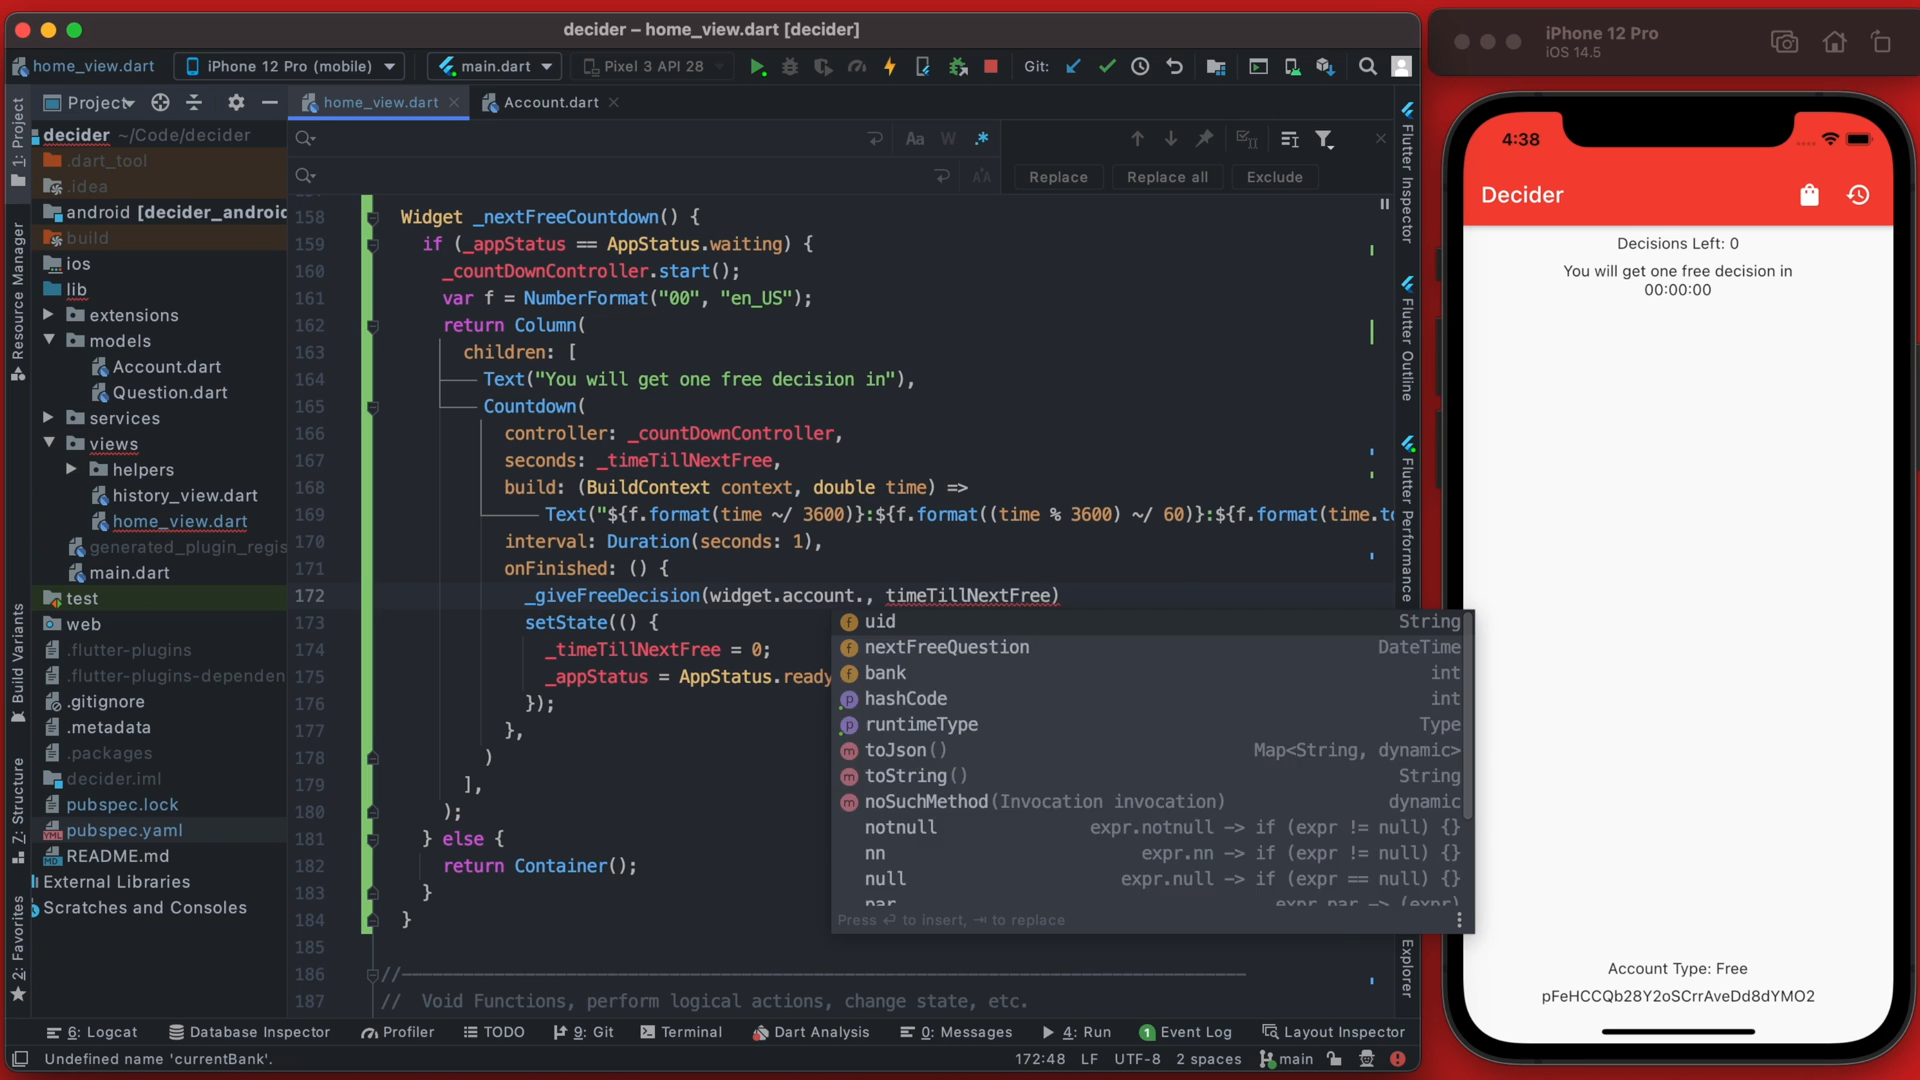 decider – home_view.dart [decider]
home_view.dart
iPhone 12 Pro (mobile)
main.dart
Pixel 3 API 28
Git:
Project
home_view.dart
Account.dart
decider ~/Code/decider
.dart_tool
.idea
android [decider_android
build
ios
lib
extensions
models
Account.dart
Question.dart
services
views
helpers
history_view.dart
home_view.dart
generated_plugin_regis
main.dart
test
web
.flutter-plugins
.flutter-plugins-dependen
.gitignore
.metadata
.packages
decider.iml
pubspec.lock
pubspec.yaml
README.md
External Libraries
Scratches and Consoles
1: Project
Resource Manager
Build Variants
Z: Structure
2: Favorites
Aa
W
Replace
Replace all
Exclude
158 Widget _nextFreeCountdown() {
159 if (_appStatus == AppStatus.waiting) {
160 _countDownController.start();
161 var f = NumberFormat("00", "en_US");
162 return Column(
163 children: [
164 Text("You will get one free decision in"),
165 Countdown(
166 controller: _countDownController,
167 seconds: _timeTillNextFree,
168 build: (BuildContext context, double time) =>
169 Text("${f.format(time ~/ 3600)}:${f.format((time % 3600) ~/ 60)}:${f.format(time.to
170 interval: Duration(seconds: 1),
171 onFinished: () {
172 _giveFreeDecision(widget.account., timeTillNextFree)
173 setState(() {
174 _timeTillNextFree = 0;
175 _appStatus = AppStatus.ready
176 });
177 },
178 )
179 ],
180 );
181 } else {
182 return Container();
183 }
184 }
185
186 //
187 // Void Functions, perform logical actions, change state, etc.
uid String
nextFreeQuestion DateTime
bank int
hashCode int
runtimeType Type
toJson() Map<String, dynamic>
toString() String
noSuchMethod(Invocation invocation) dynamic
notnull expr.notnull -> if (expr != null) {}
nn expr.nn -> if (expr != null) {}
null expr.null -> if (expr == null) {}
par expr.par -> (expr)
Press ↩ to insert, ⇥ to replace
Flutter Inspector
Flutter Outline
Flutter Performance
Explorer
6: Logcat
Database Inspector
Profiler
TODO
9: Git
Terminal
Dart Analysis
0: Messages
4: Run
1 Event Log
Layout Inspector
Undefined name 'currentBank'.
172:48 LF UTF-8 2 spaces main
iPhone 12 Pro
iOS 14.5
4:38
Decider
Decisions Left: 0
You will get one free decision in
00:00:00
Account Type: Free
pFeHCCQb28Y2oSCrrAveDd8dYMO2